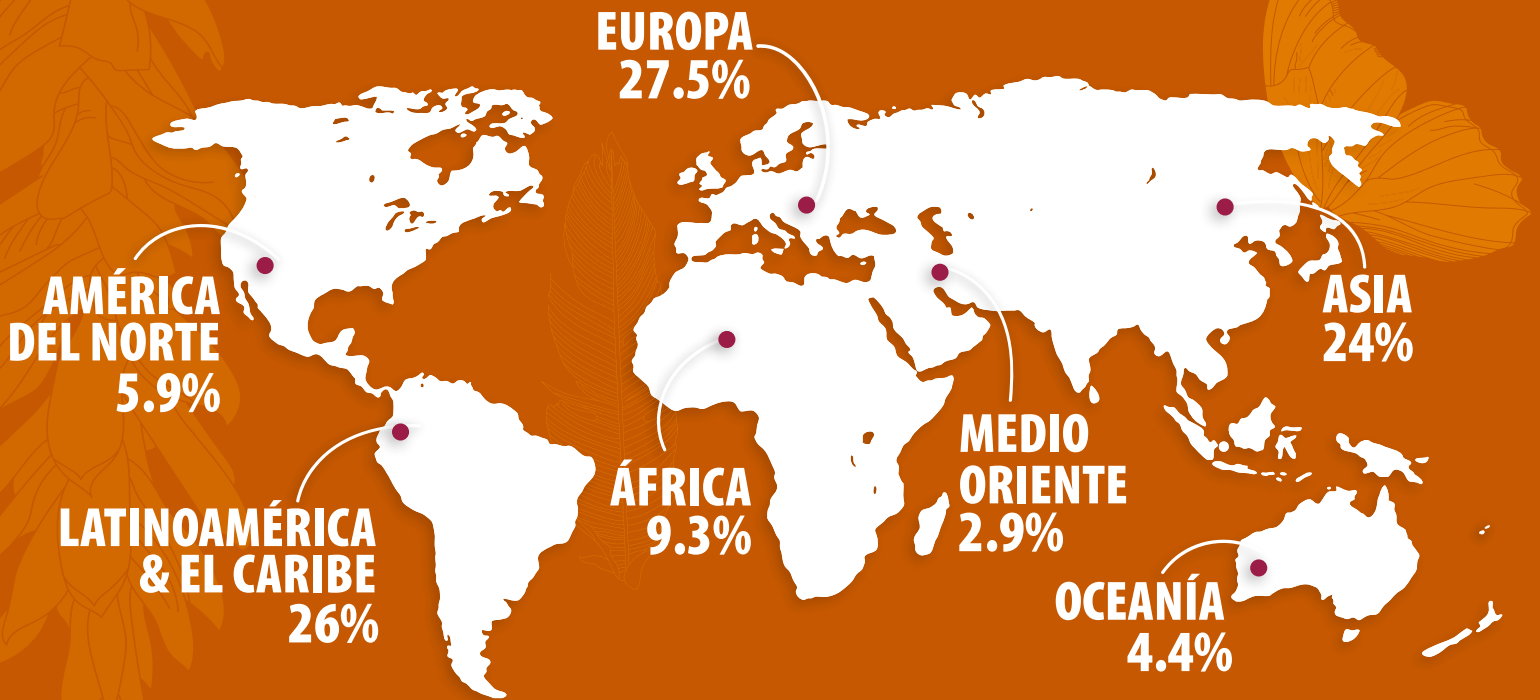 EUROPA
27.5%
AMÉRICA
DEL NORTE
5.9%
ASIA
24%
LATINOAMÉRICA
& EL CARIBE
26%
ÁFRICA
9.3%
MEDIO
ORIENTE
2.9%
OCEANÍA
4.4%